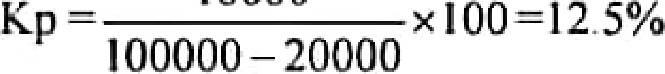 Kp = ×100=12.5%
100000 – 20000